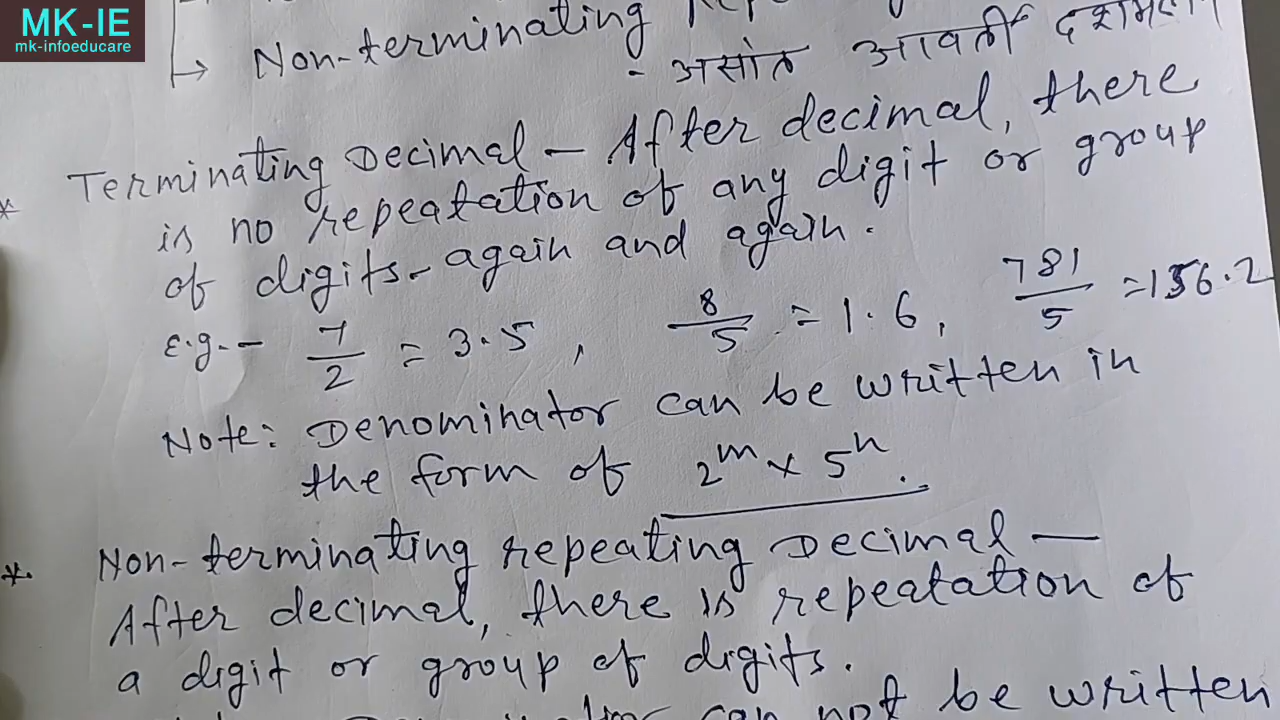 MK-IE
mk-infoeducare
→ Non-terminating
- असांत आवर्ती
* Terminating Decimal – After decimal, there
is no repeatation of any digit or group
of digits again and again.
E.g. – 7/2 = 3.5, 8/5 = 1.6, 781/5 = 156.2
Note: Denominator can be written in
the form of 2^m × 5^n.
* Non-terminating repeating Decimal –
After decimal, there is repeatation of
a digit or group of digits.
can not be written